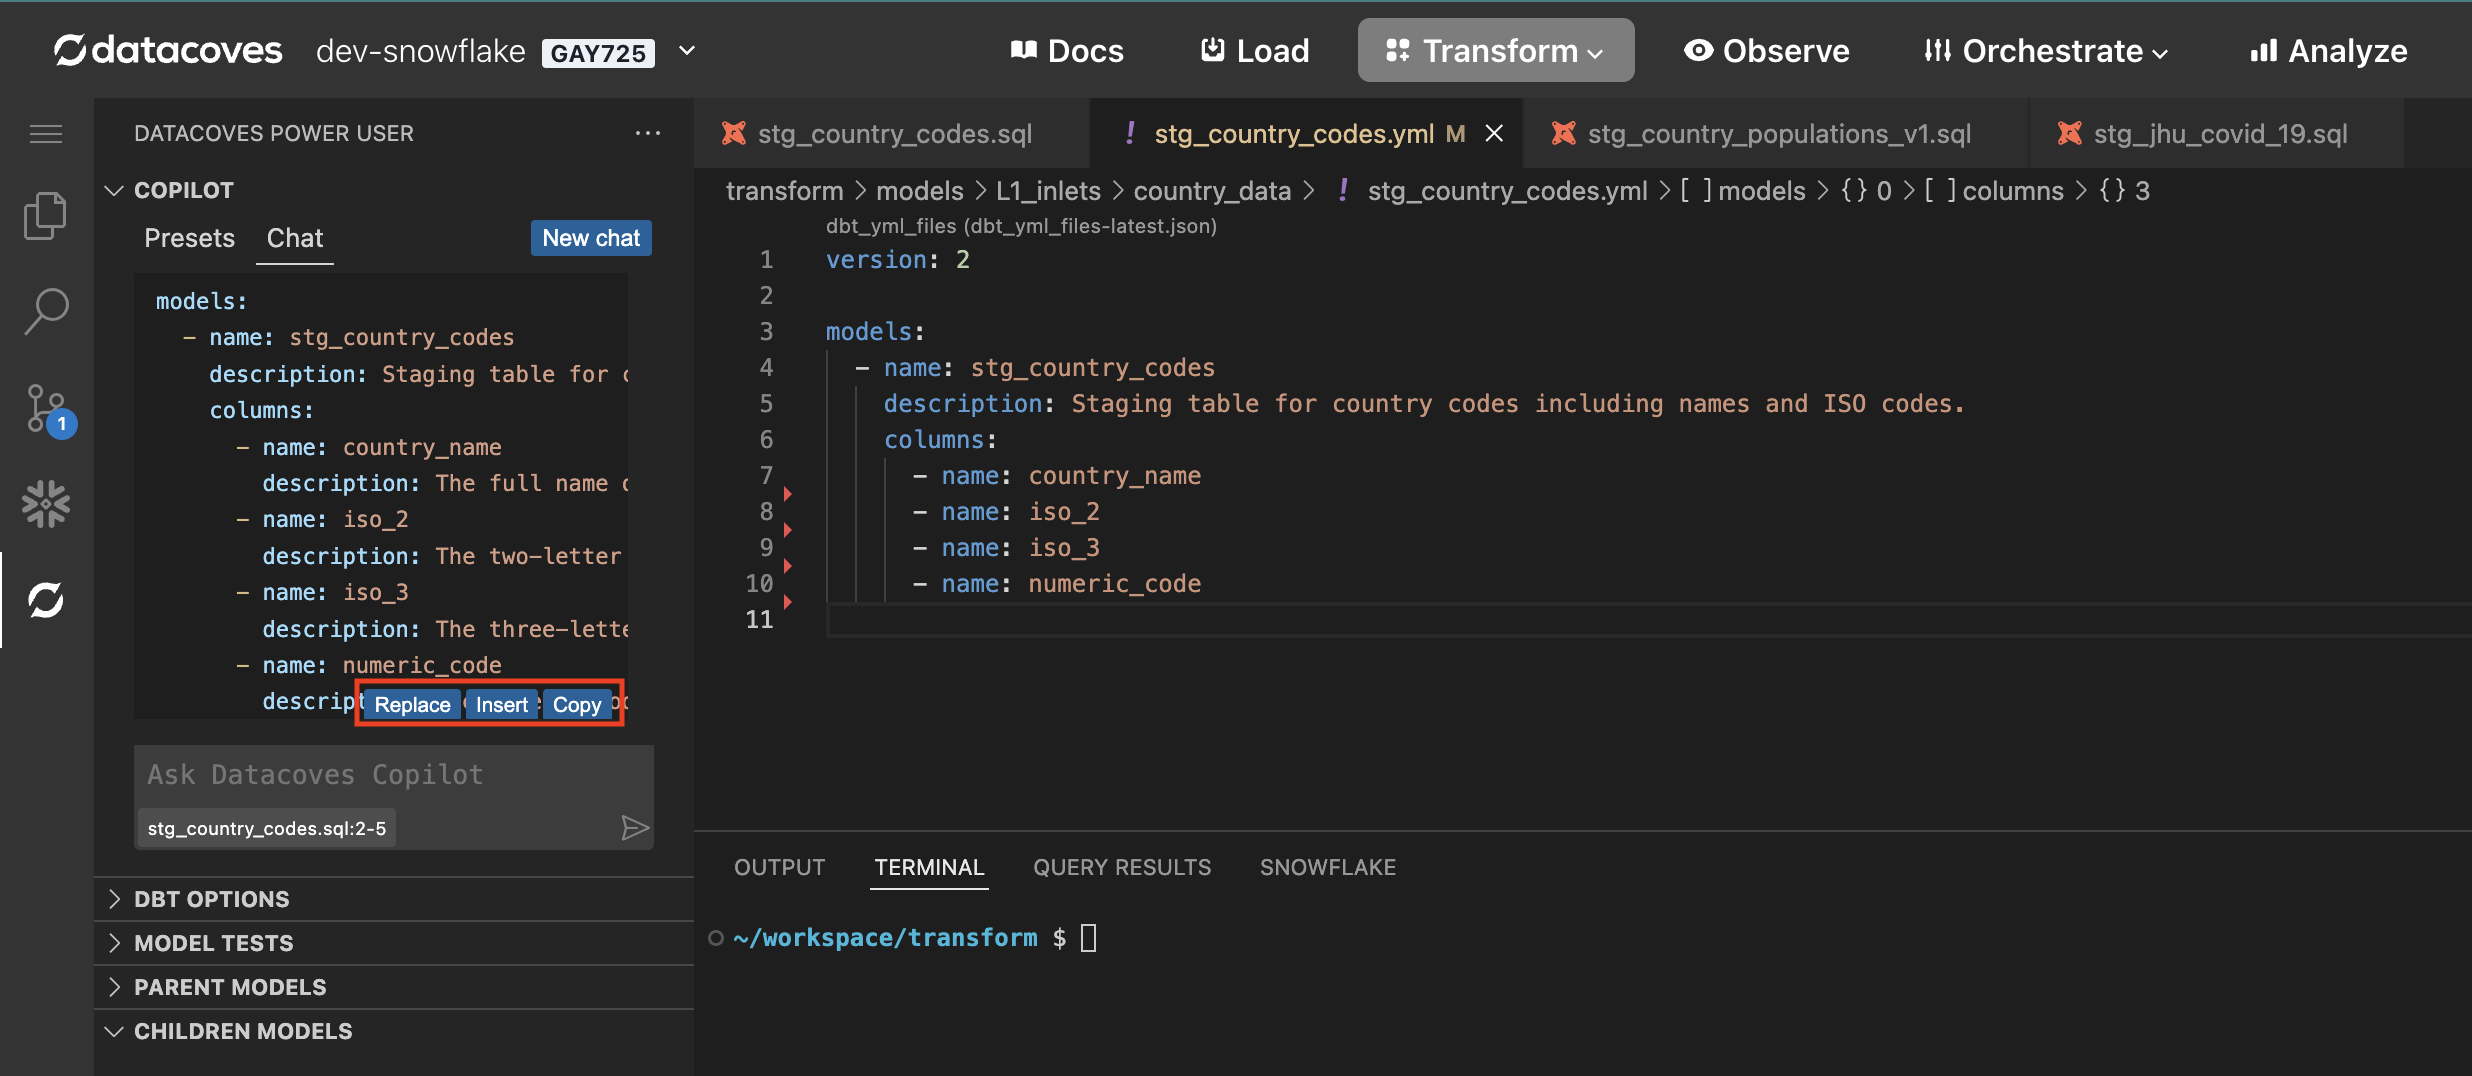 datacoves dev-snowflake GAY725 Docs Load Transform Observe Orchestrate Analyze
DATACOVES POWER USER ...
COPILOT
Presets Chat New chat
models:
- name: stg_country_codes
description: Staging table for c
columns:
- name: country_name
description: The full name
- name: iso_2
description: The two-letter
- name: iso_3
description: The three-lette
- name: numeric_code
descript
Replace Insert Copy
Ask Datacoves Copilot
stg_country_codes.sql:2-5
DBT OPTIONS
MODEL TESTS
PARENT MODELS
CHILDREN MODELS
stg_country_codes.sql ! stg_country_codes.yml M stg_country_populations_v1.sql stg_jhu_covid_19.sql
transform > models > L1_inlets > country_data > ! stg_country_codes.yml > [ ] models > {} 0 > [ ] columns > {} 3
dbt_yml_files (dbt_yml_files-latest.json)
1 version: 2
2
3 models:
4 - name: stg_country_codes
5 description: Staging table for country codes including names and ISO codes.
6 columns:
7 - name: country_name
8 - name: iso_2
9 - name: iso_3
10 - name: numeric_code
11
OUTPUT TERMINAL QUERY RESULTS SNOWFLAKE
~/workspace/transform $
1